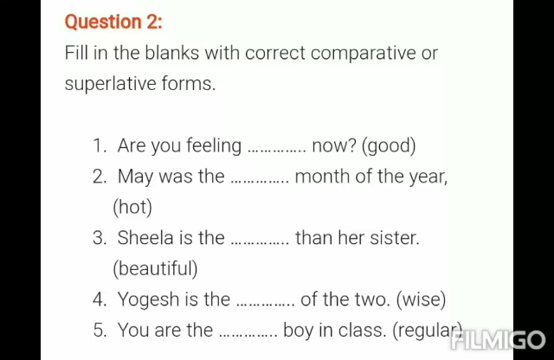 Question 2:
Fill in the blanks with correct comparative or
superlative forms.
1. Are you feeling ............. now? (good)
2. May was the ............. month of the year,
(hot)
3. Sheela is the ............. than her sister.
(beautiful)
4. Yogesh is the ............. of the two. (wise)
5. You are the ............. boy in class. (regular)
FILMIGO